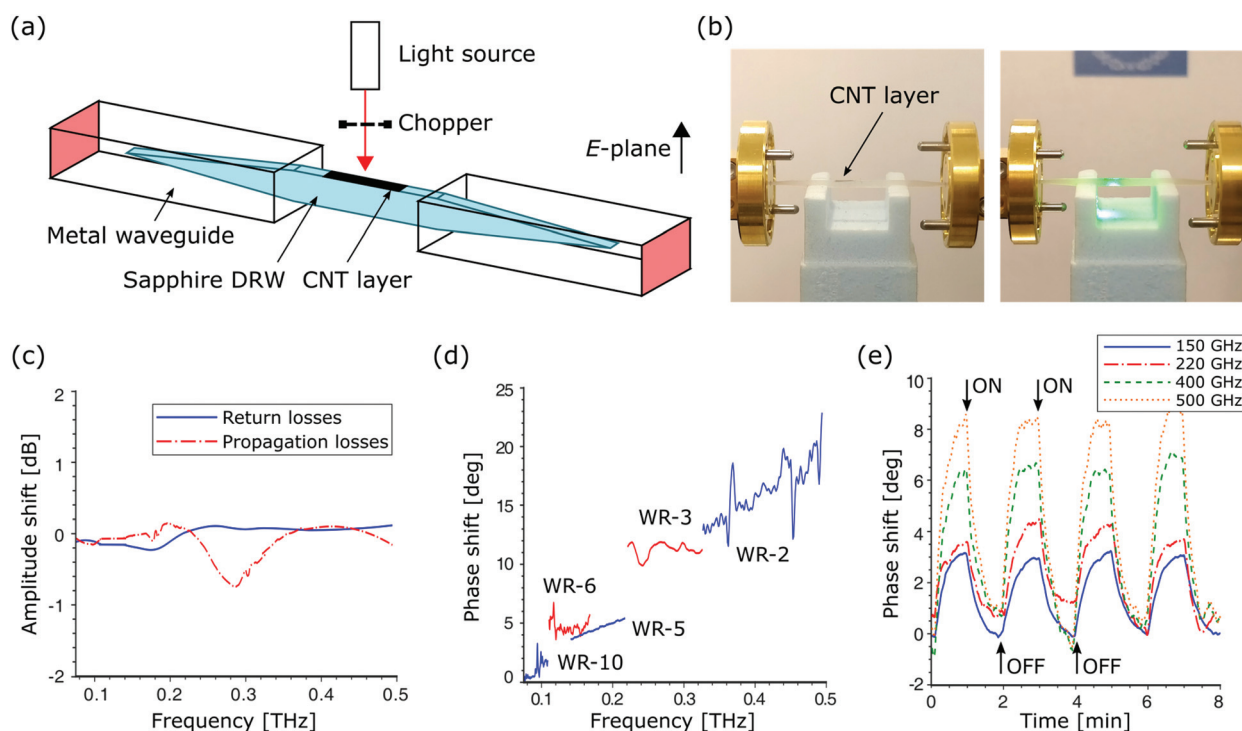 (a)
Light source
Chopper
E-plane
Metal waveguide
Sapphire DRW
CNT layer
(b)
CNT layer
(c)
Amplitude shift [dB]
2
1
0
-1
-2
Return losses
Propagation losses
0.1 0.2 0.3 0.4 0.5
Frequency [THz]
(d)
Phase shift [deg]
25
20
15
10
5
0
WR-3
WR-2
WR-6
WR-5
WR-10
0.1 0.2 0.3 0.4 0.5
Frequency [THz]
(e)
150 GHz
220 GHz
400 GHz
500 GHz
Phase shift [deg]
10
8
6
4
2
0
-2
ON
ON
OFF
OFF
0 2 4 6 8
Time [min]